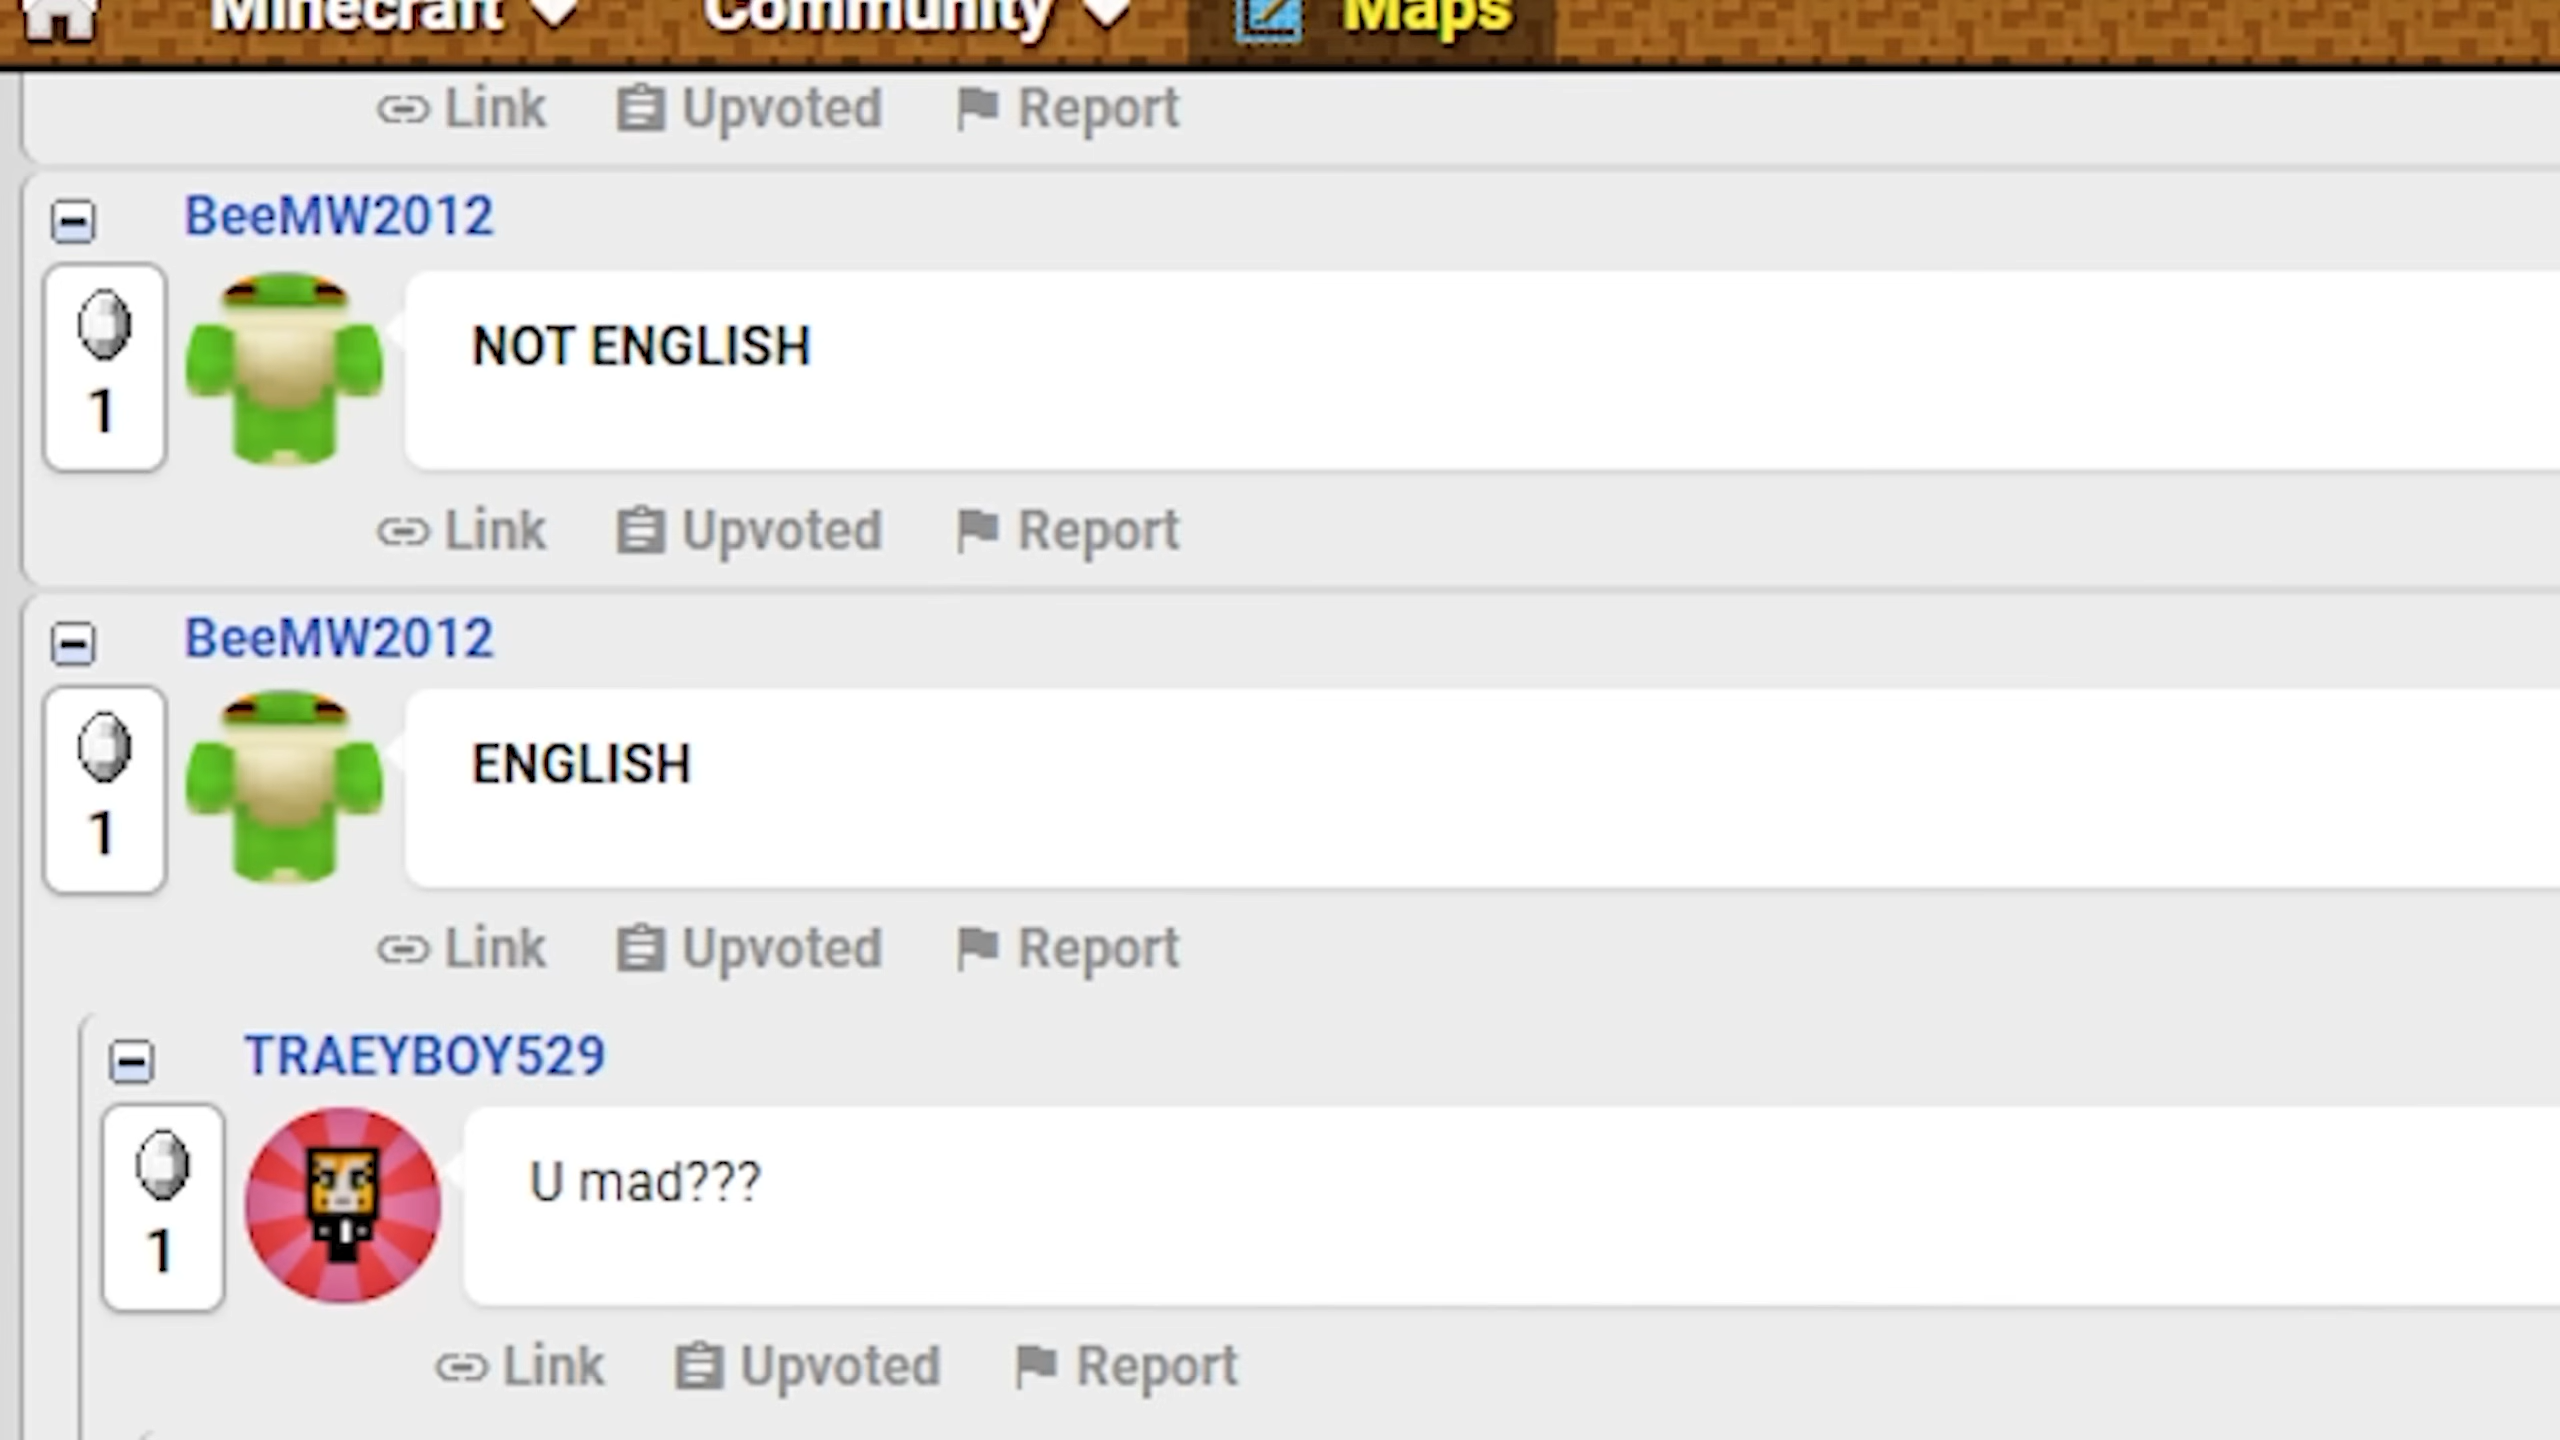 Minecraft Community Maps
Link Upvoted Report
BeeMW2012
NOT ENGLISH
1
Link Upvoted Report
BeeMW2012
ENGLISH
1
Link Upvoted Report
TRAEYBOY529
U mad???
1
Link Upvoted Report